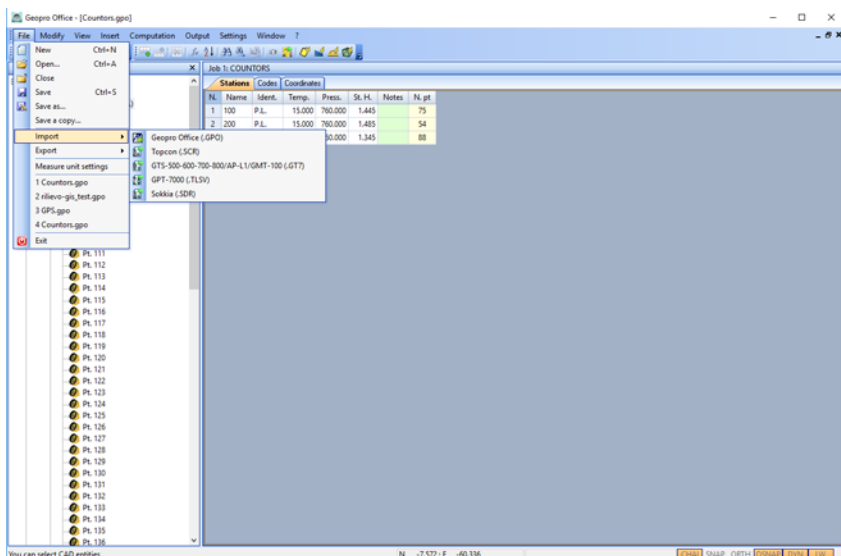 Geopro Office - [Countors.gpo]
File Modify View Insert Computation Output Settings Window ?
New Ctrl+N
Open... Ctrl+A
Close
Save Ctrl+S
Save as...
Save a copy...
Import
Export
Measure unit settings
1 Countors.gpo
2 rilievo-gis_test.gpo
3 GPS.gpo
4 Countors.gpo
Exit
Geopro Office (.GPO)
Topcon (.SCR)
GTS-500-600-700-800/AP-L1/GMT-100 (.GT7)
GPT-7000 (.TLSV)
Sokkia (.SDR)
Job 1: COUNTORS
Stations Codes Coordinates
N. Name Ident. Temp. Press. St. H. Notes N. pt
1 100 P.L. 15.000 760.000 1.445 75
2 200 P.L. 15.000 760.000 1.485 54
60.000 1.345 88
Pt. 111
Pt. 112
Pt. 113
Pt. 114
Pt. 115
Pt. 116
Pt. 117
Pt. 118
Pt. 119
Pt. 120
Pt. 121
Pt. 122
Pt. 123
Pt. 124
Pt. 125
Pt. 126
Pt. 127
Pt. 128
Pt. 129
Pt. 130
Pt. 131
Pt. 132
Pt. 133
Pt. 134
Pt. 135
Pt. 136
You can select CAD entities
N. -7.572 : E. -60.336
SNAP ORTH OSNAP DYN LW